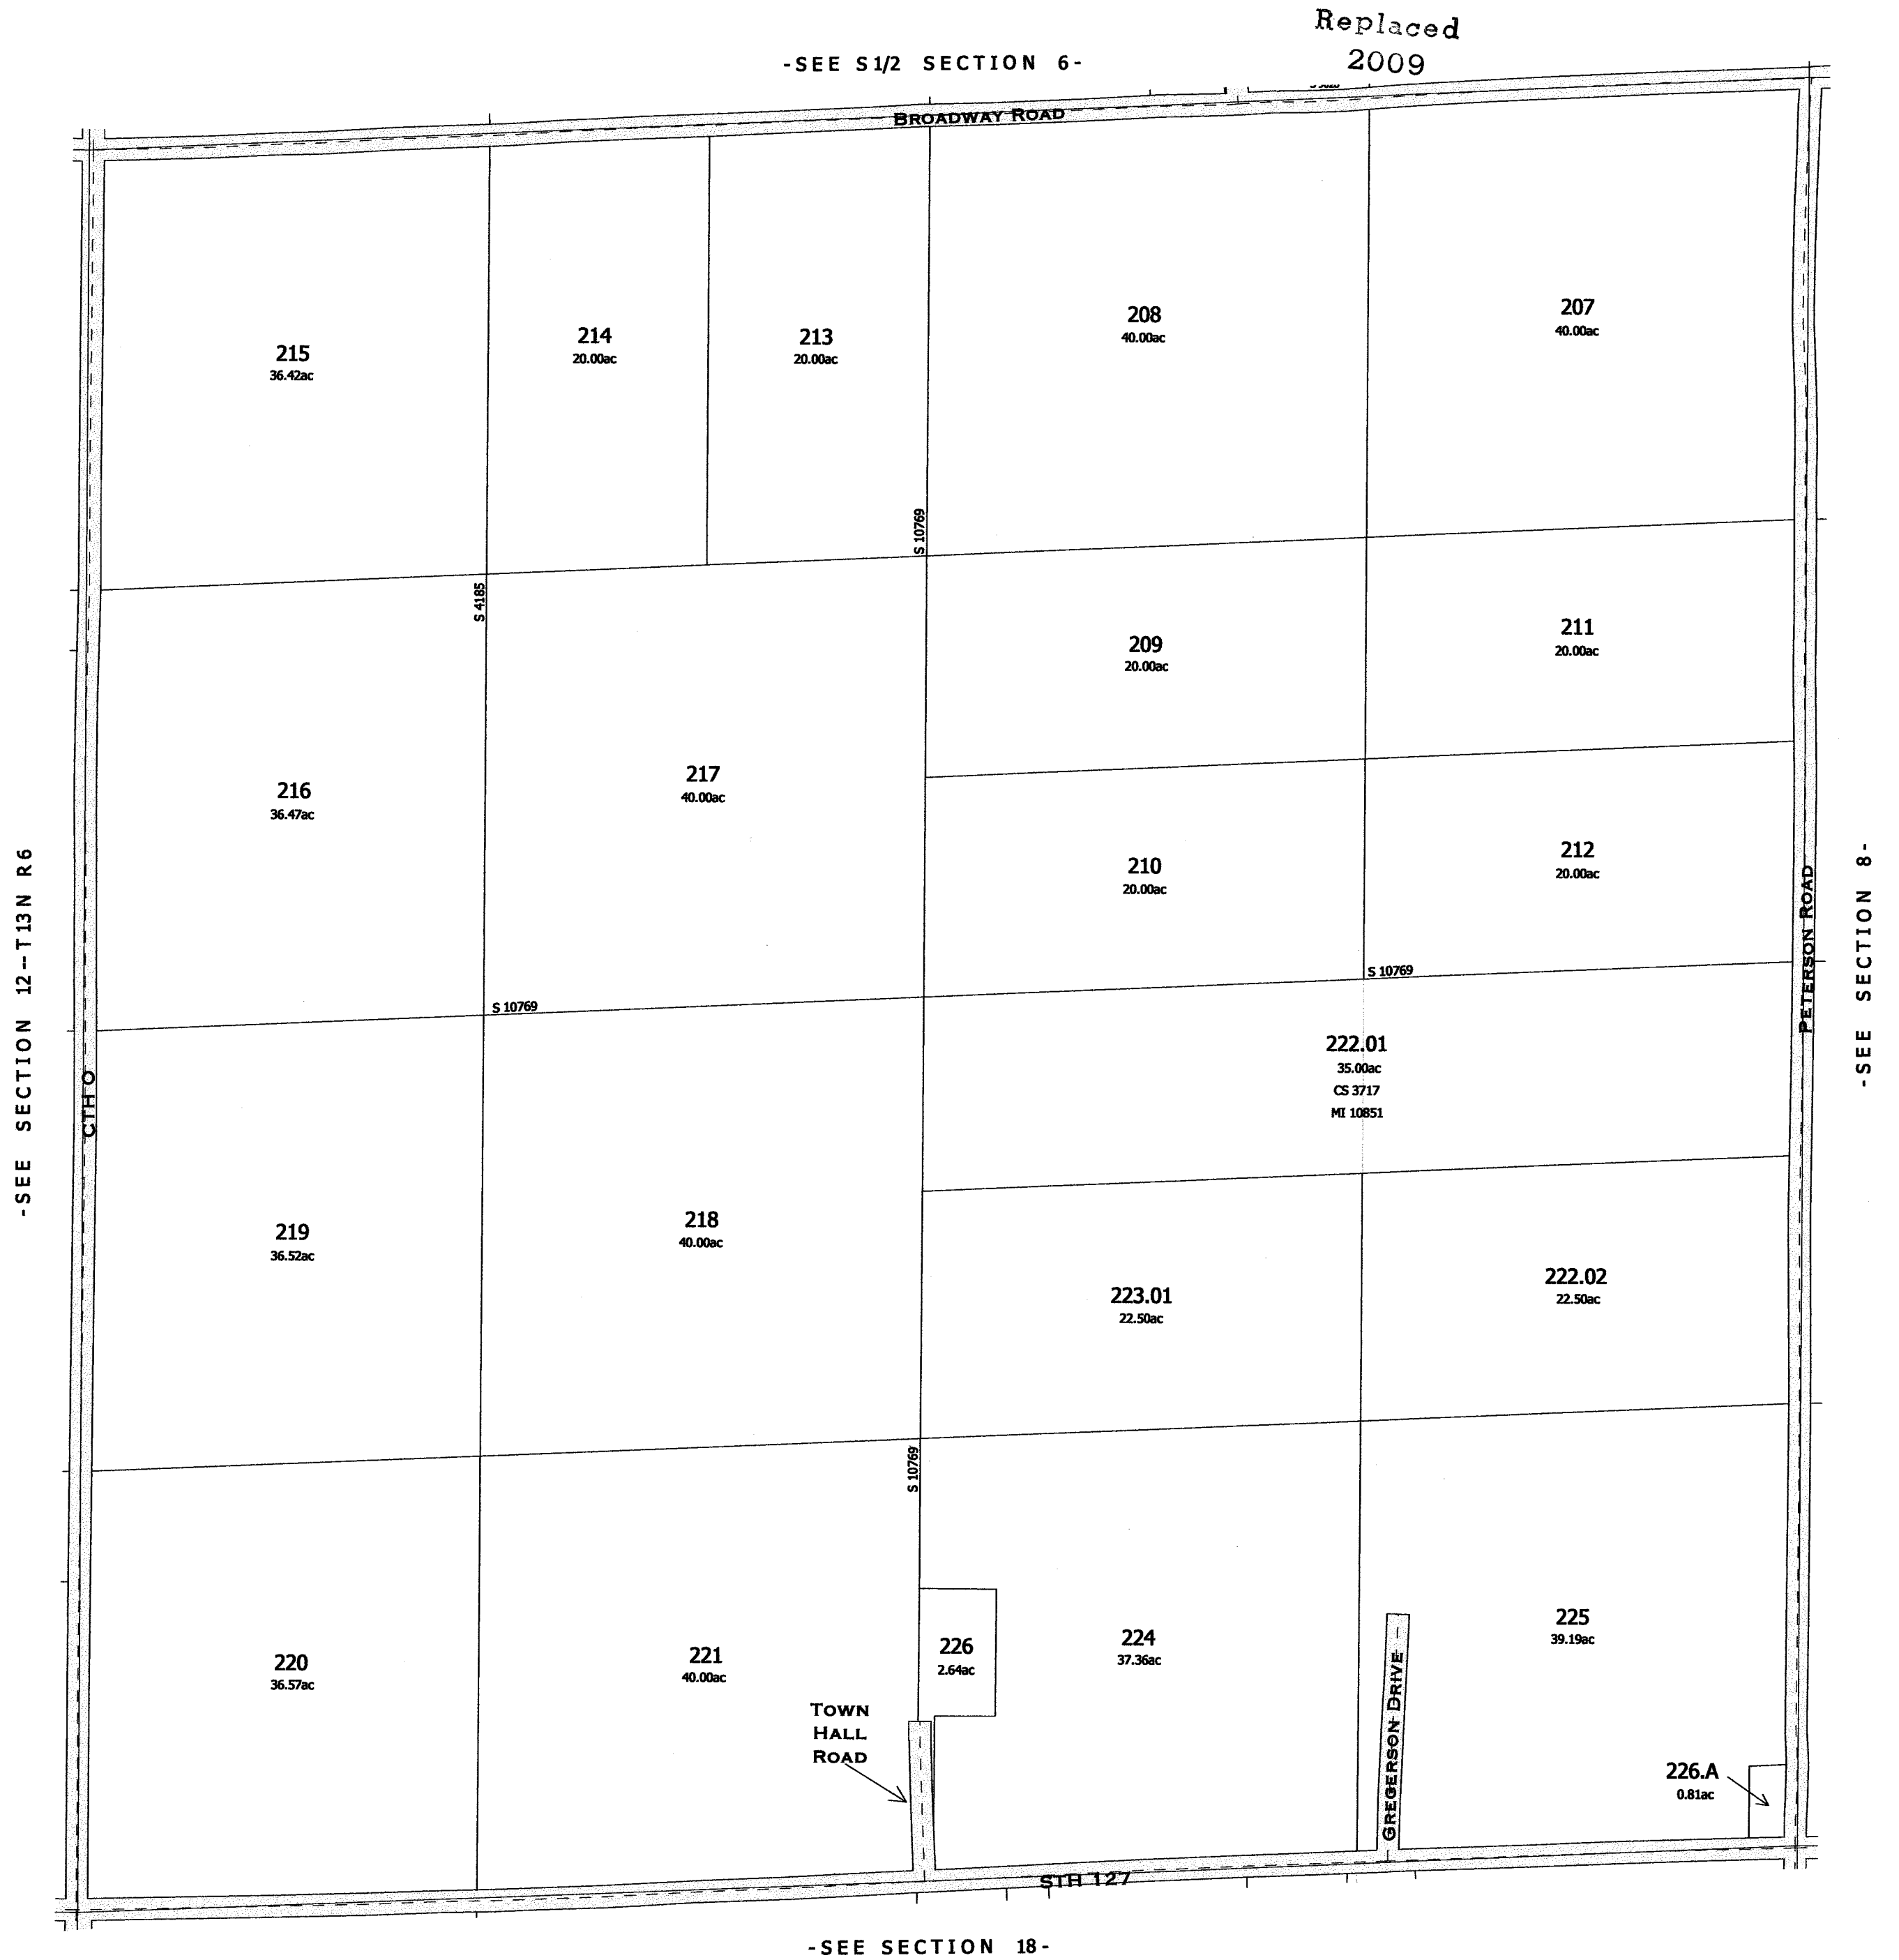 Replaced
2009
-SEE S1/2 SECTION 6-
BROADWAY ROAD
215
36.42ac
214
20.00ac
213
20.00ac
208
40.00ac
207
40.00ac
S 10769
S 4185
209
20.00ac
211
20.00ac
216
36.47ac
217
40.00ac
210
20.00ac
212
20.00ac
-SEE SECTION 12--T13N R6
-SEE SECTION 8-
PETERSON ROAD
CTH O
S 10769
S 10769
222.01
35.00ac
CS 3717
MI 10851
219
36.52ac
218
40.00ac
223.01
22.50ac
222.02
22.50ac
S 10769
220
36.57ac
221
40.00ac
226
2.64ac
224
37.36ac
225
39.19ac
TOWN
HALL
ROAD
GREGERSON DRIVE
226.A
0.81ac
STH 127
-SEE SECTION 18-